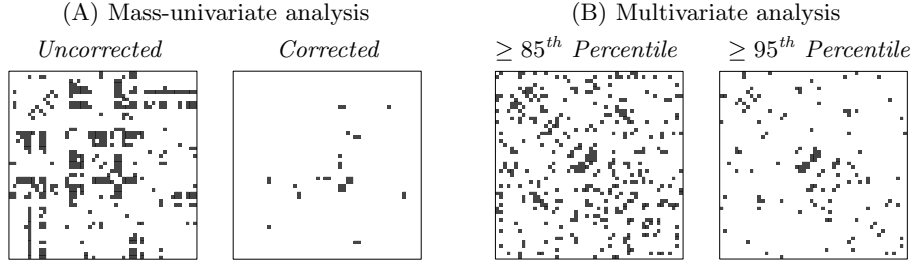 (A) Mass-univariate analysis
(B) Multivariate analysis
Uncorrected
Corrected
≥ 85th Percentile
≥ 95th Percentile